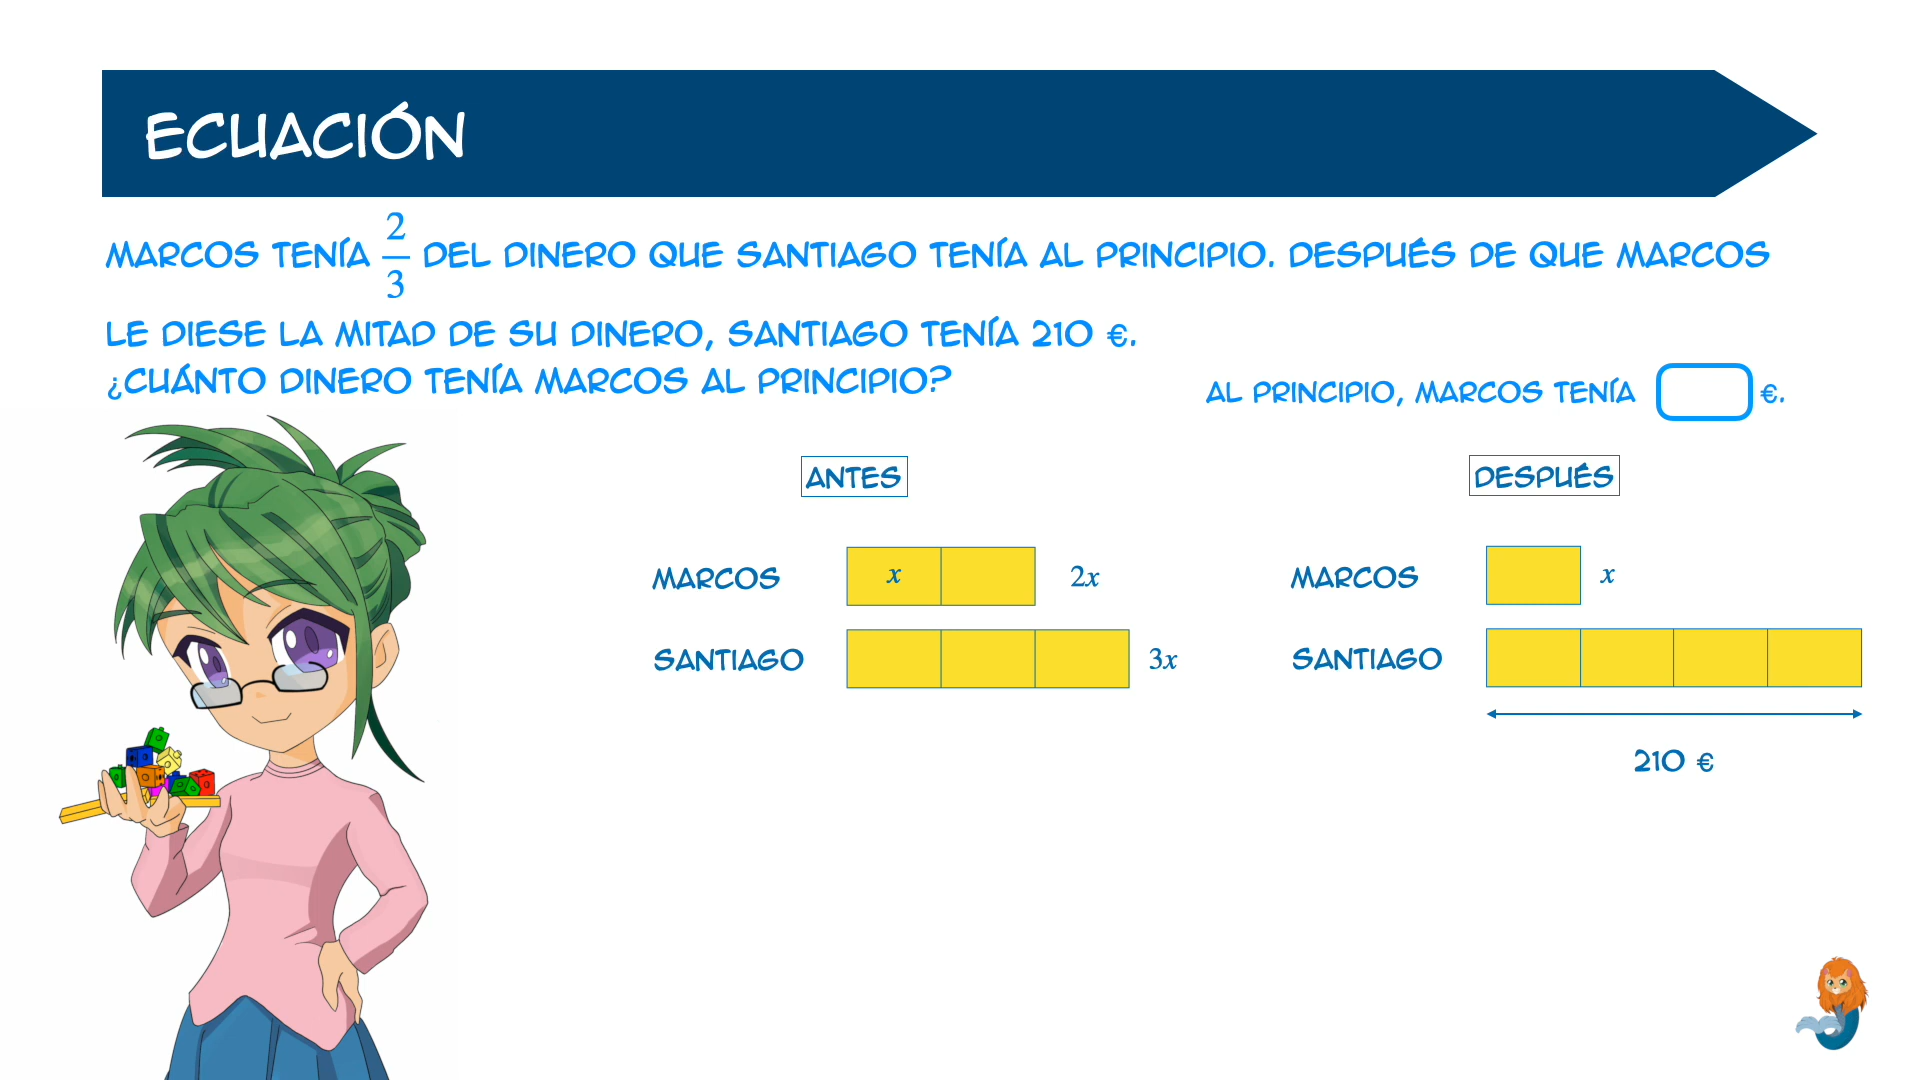 ECUACIÓN
MARCOS TENÍA 2/3 DEL DINERO QUE SANTIAGO TENÍA AL PRINCIPIO. DESPUÉS DE QUE MARCOS
LE DIESE LA MITAD DE SU DINERO, SANTIAGO TENÍA 210 €.
¿CUÁNTO DINERO TENÍA MARCOS AL PRINCIPIO?
AL PRINCIPIO, MARCOS TENÍA €.
ANTES
MARCOS x 2x
SANTIAGO 3x
DESPUÉS
MARCOS x
SANTIAGO
210 €